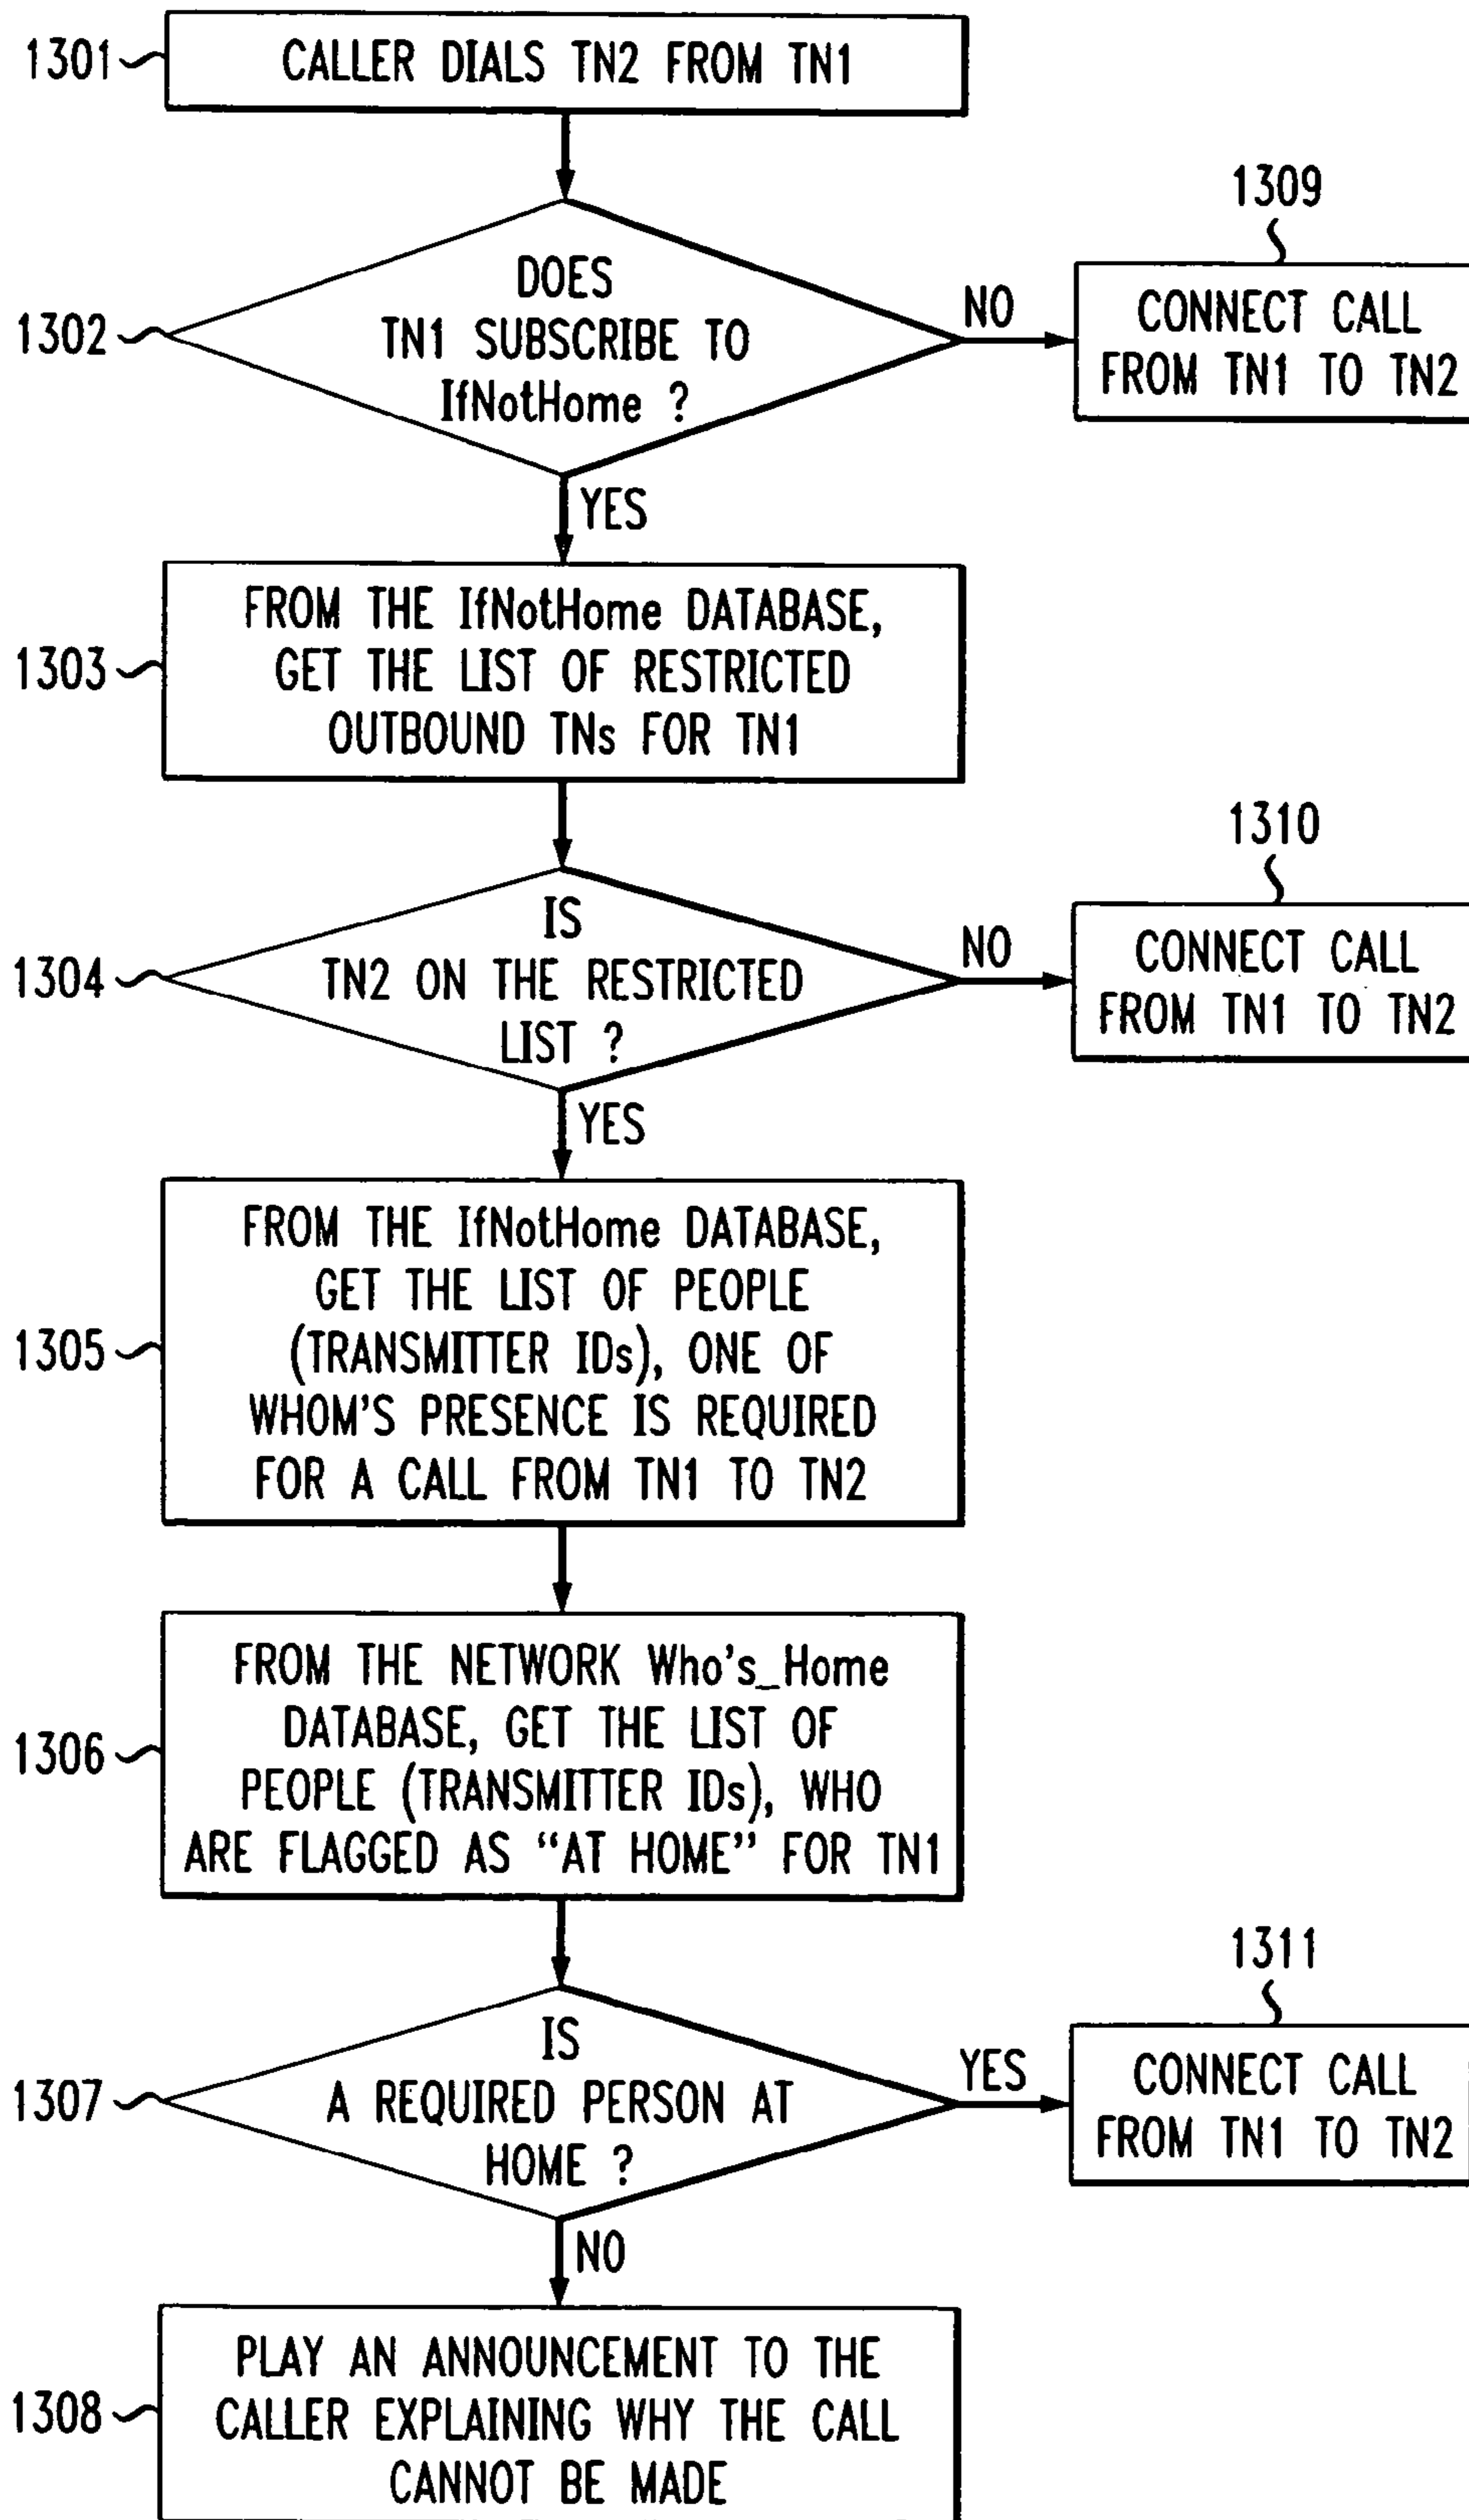 1301
CALLER DIALS TN2 FROM TN1
1309
1302
DOES
TN1 SUBSCRIBE TO
IfNotHome ?
NO
CONNECT CALL
FROM TN1 TO TN2
YES
1303
FROM THE IfNotHome DATABASE,
GET THE LIST OF RESTRICTED
OUTBOUND TNs FOR TN1
1310
1304
IS
TN2 ON THE RESTRICTED
LIST ?
NO
CONNECT CALL
FROM TN1 TO TN2
YES
1305
FROM THE IfNotHome DATABASE,
GET THE LIST OF PEOPLE
(TRANSMITTER IDs), ONE OF
WHOM'S PRESENCE IS REQUIRED
FOR A CALL FROM TN1 TO TN2
1306
FROM THE NETWORK Who's_Home
DATABASE, GET THE LIST OF
PEOPLE (TRANSMITTER IDs), WHO
ARE FLAGGED AS “AT HOME” FOR TN1
1311
1307
IS
A REQUIRED PERSON AT
HOME ?
YES
CONNECT CALL
FROM TN1 TO TN2
NO
1308
PLAY AN ANNOUNCEMENT TO THE
CALLER EXPLAINING WHY THE CALL
CANNOT BE MADE